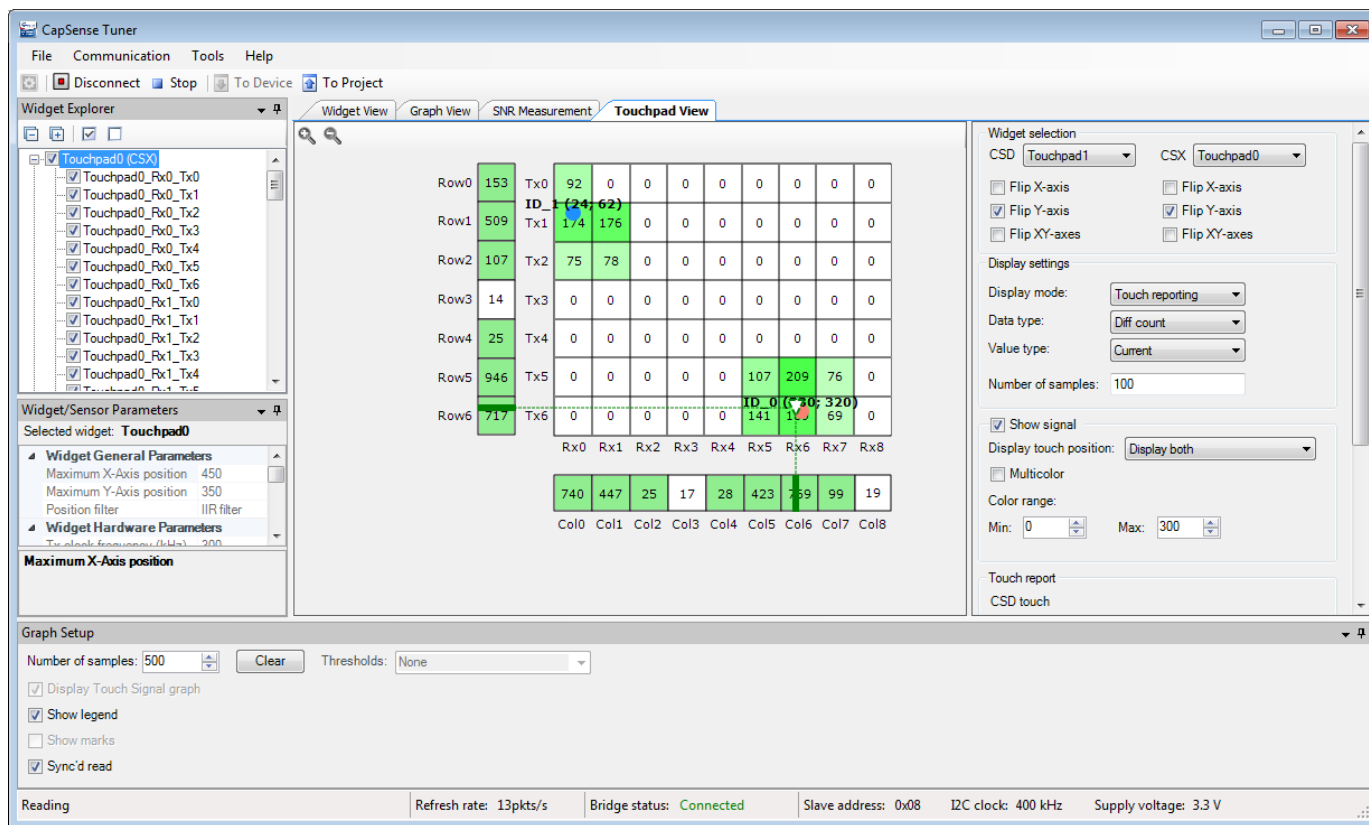 CapSense Tuner
File Communication Tools Help
Disconnect Stop To Device To Project
Widget Explorer
Touchpad0 (CSX)
Touchpad0_Rx0_Tx0
Touchpad0_Rx0_Tx1
Touchpad0_Rx0_Tx2
Touchpad0_Rx0_Tx3
Touchpad0_Rx0_Tx4
Touchpad0_Rx0_Tx5
Touchpad0_Rx0_Tx6
Touchpad0_Rx1_Tx0
Touchpad0_Rx1_Tx1
Touchpad0_Rx1_Tx2
Touchpad0_Rx1_Tx3
Touchpad0_Rx1_Tx4
Touchpad0_Rx1_Tx5
Widget/Sensor Parameters
Selected widget: Touchpad0
Widget General Parameters
Maximum X-Axis position 450
Maximum Y-Axis position 350
Position filter IIR filter
Widget Hardware Parameters
Tx clock frequency (kHz) 300
Maximum X-Axis position
Widget View Graph View SNR Measurement Touchpad View
Row0 153 Tx0 92 0 0 0 0 0 0 0 0
ID_1 (24; 62)
Row1 509 Tx1 174 176 0 0 0 0 0 0 0
Row2 107 Tx2 75 78 0 0 0 0 0 0 0
Row3 14 Tx3 0 0 0 0 0 0 0 0 0
Row4 25 Tx4 0 0 0 0 0 0 0 0 0
Row5 946 Tx5 0 0 0 0 0 107 209 76 0
ID_0 320)
Row6 717 Tx6 0 0 0 0 0 141 69 0
Rx0 Rx1 Rx2 Rx3 Rx4 Rx5 Rx6 Rx7 Rx8
740 447 25 17 28 423 769 99 19
Col0 Col1 Col2 Col3 Col4 Col5 Col6 Col7 Col8
Widget selection
CSD Touchpad1 CSX Touchpad0
Flip X-axis Flip X-axis
Flip Y-axis Flip Y-axis
Flip XY-axes Flip XY-axes
Display settings
Display mode: Touch reporting
Data type: Diff count
Value type: Current
Number of samples: 100
Show signal
Display touch position: Display both
Multicolor
Color range:
Min: 0 Max: 300
Touch report
CSD touch
Graph Setup
Number of samples: 500 Clear Thresholds: None
Display Touch Signal graph
Show legend
Show marks
Sync'd read
Reading Refresh rate: 13pkts/s Bridge status: Connected Slave address: 0x08 I2C clock: 400 kHz Supply voltage: 3.3 V